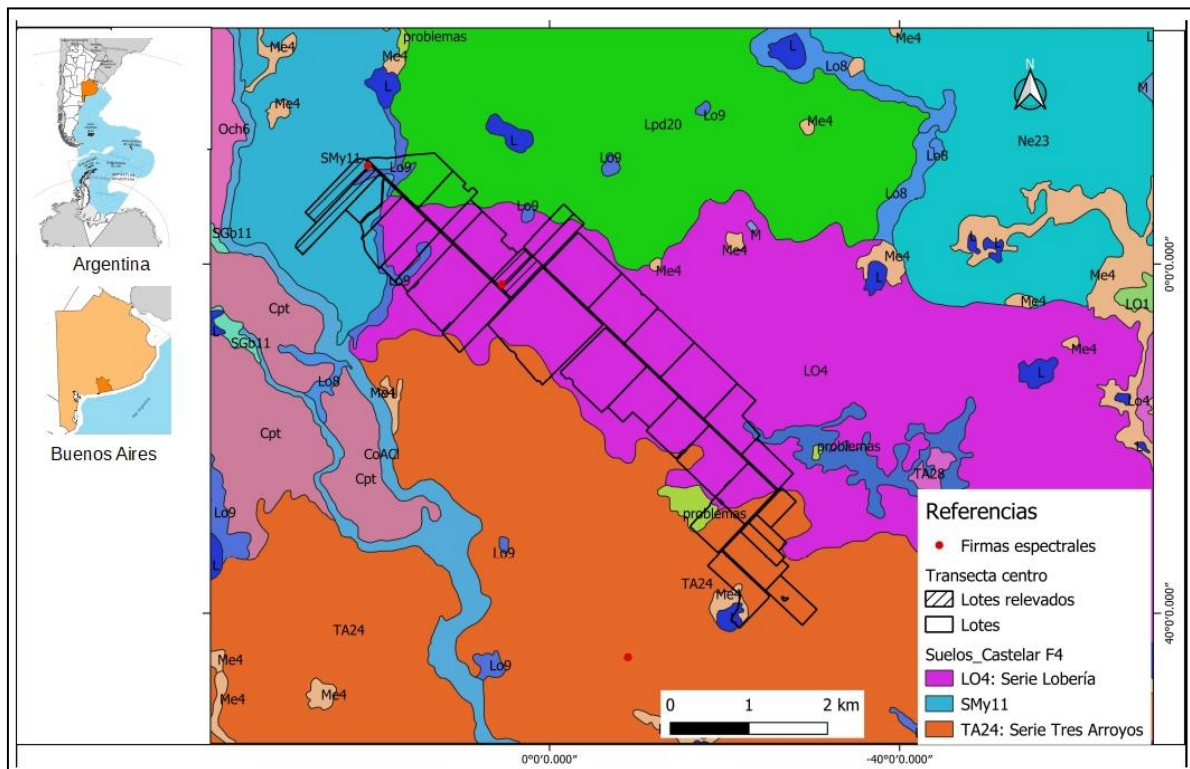 Argentina
Buenos Aires
problemas
Me4
Me4
L
Lo8
Me4
L
M
N
Och6
Me4
L
Lpd20
Lo9
Me4
Ne23
Lo8
SMy11
Lo9
Lo9
Lo8
SGb11
Lo9
M
Me4
Me4
Me4
L
L
L
Me4
0°0'0.000"
Cpt
Lo9
Me4
LO1
L
SGb11
Lo8
Me4
LO4
L
Me4
Lo4
Cpt
CoACl
problemas
L
Cpt
TA28
Lo9
problemas
Lo9
L
TA24
Me4
L
TA24
Me4
Lo9
Me4
Me4
Referencias
Firmas espectrales
Transecta centro
Lotes relevados
Lotes
Suelos_Castelar F4
LO4: Serie Lobería
SMy11
TA24: Serie Tres Arroyos
40°0'0.000"
0 1 2 km
0°0'0.000"
-40°0'0.000"